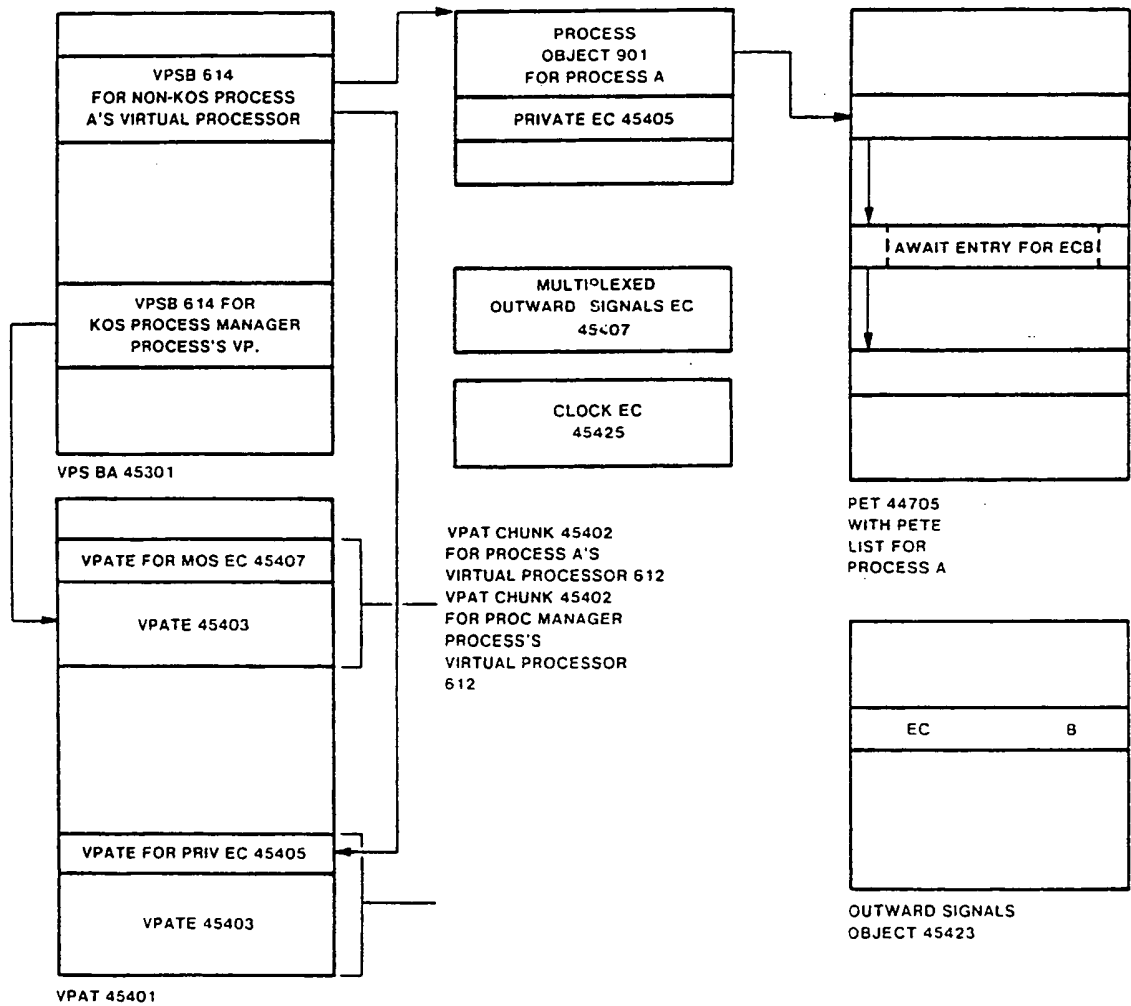 VPSB 614
FOR NON-KOS PROCESS
A'S VIRTUAL PROCESSOR
VPSB 614 FOR
KOS PROCESS MANAGER
PROCESS'S VP.
VPS BA 45301
PROCESS
OBJECT 901
FOR PROCESS A
PRIVATE EC 45405
MULTIPLEXED
OUTWARD SIGNALS EC
45407
CLOCK EC
45425
AWAIT ENTRY FOR ECB
PET 44705
WITH PETE
LIST FOR
PROCESS A
VPATE FOR MOS EC 45407
VPATE 45403
VPATE FOR PRIV EC 45405
VPATE 45403
VPAT 45401
VPAT CHUNK 45402
FOR PROCESS A'S
VIRTUAL PROCESSOR 612
VPAT CHUNK 45402
FOR PROC MANAGER
PROCESS'S
VIRTUAL PROCESSOR
612
EC B
OUTWARD SIGNALS
OBJECT 45423